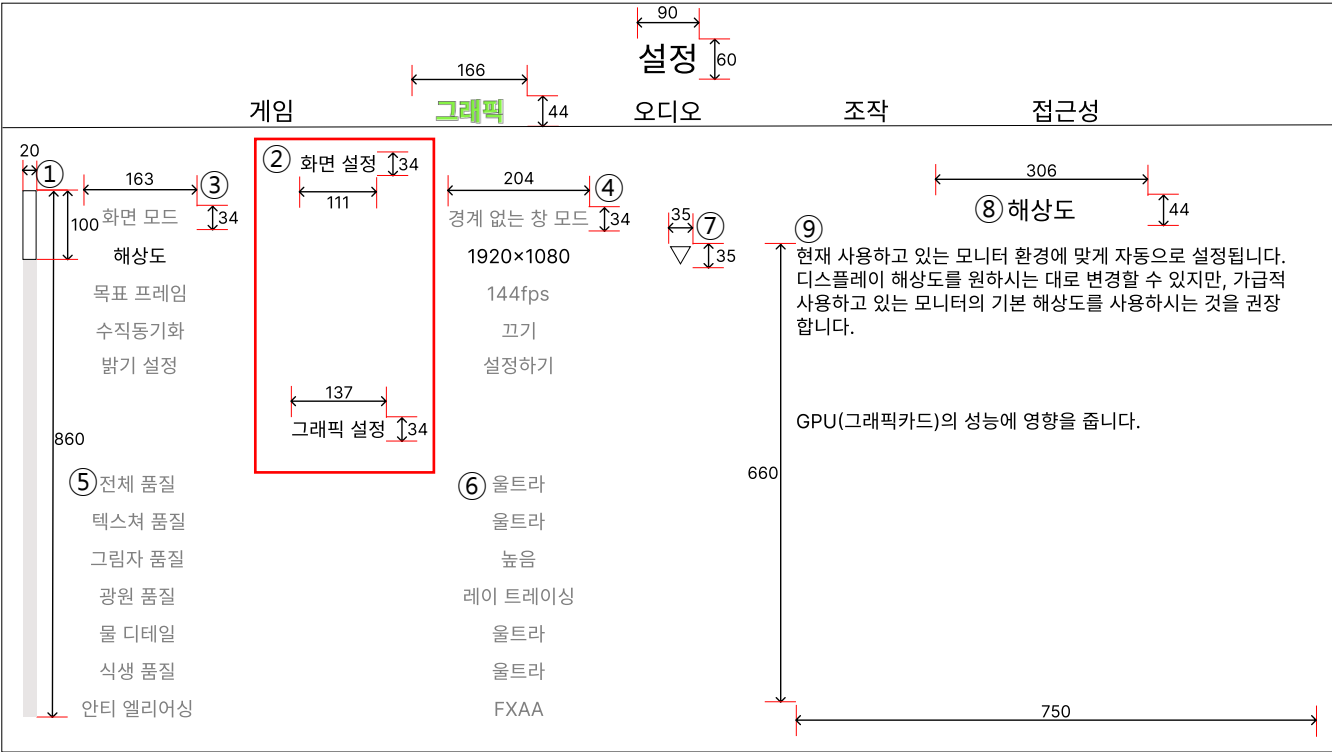 90
설정
60
166
44
게임 그래픽 오디오 조작 접근성
20
①
② 화면 설정 34
111
163
③
204
④
306
⑧ 해상도
44
100
화면 모드 34
경계 없는 창 모드 34
35
⑦
35
⑨
해상도 1920×1080
목표 프레임 144fps
수직동기화 끄기
밝기 설정 설정하기
현재 사용하고 있는 모니터 환경에 맞게 자동으로 설정됩니다.
디스플레이 해상도를 원하시는 대로 변경할 수 있지만, 가급적
사용하고 있는 모니터의 기본 해상도를 사용하시는 것을 권장
합니다.
137
그래픽 설정 34
GPU(그래픽카드)의 성능에 영향을 줍니다.
860
660
⑤ 전체 품질 ⑥ 울트라
텍스쳐 품질 울트라
그림자 품질 높음
광원 품질 레이 트레이싱
물 디테일 울트라
식생 품질 울트라
안티 엘리어싱 FXAA
750